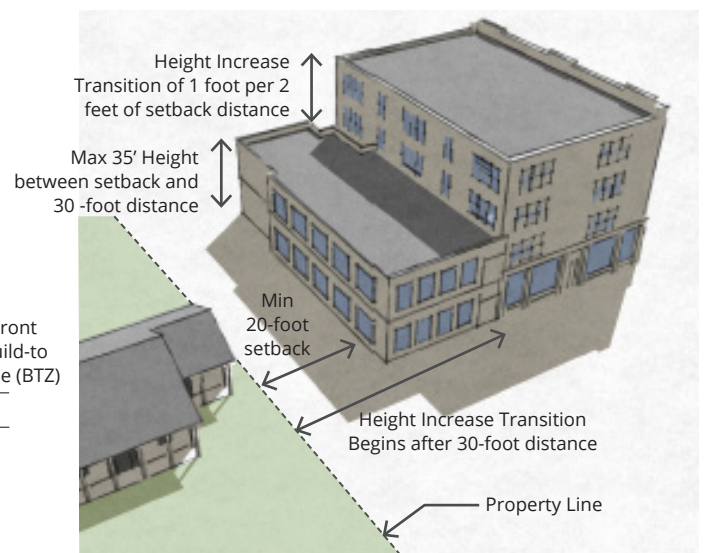 Height Increase
Transition of 1 foot per 2
feet of setback distance
Max 35' Height
between setback and
30 -foot distance
Min
20-foot
setback
(BTZ)
Height Increase Transition
Begins after 30-foot distance
Property Line